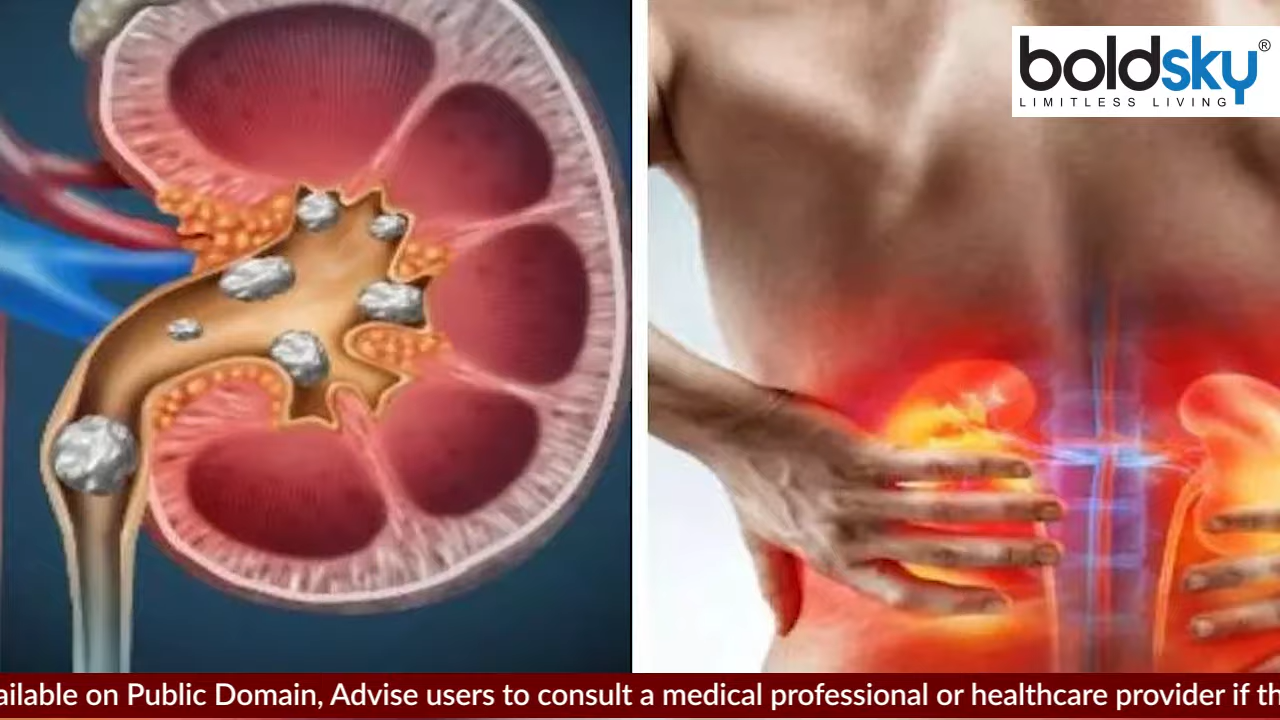 boldsky®
LIMITLESS LIVING
ailable on Public Domain, Advise users to consult a medical professional or healthcare provider if th